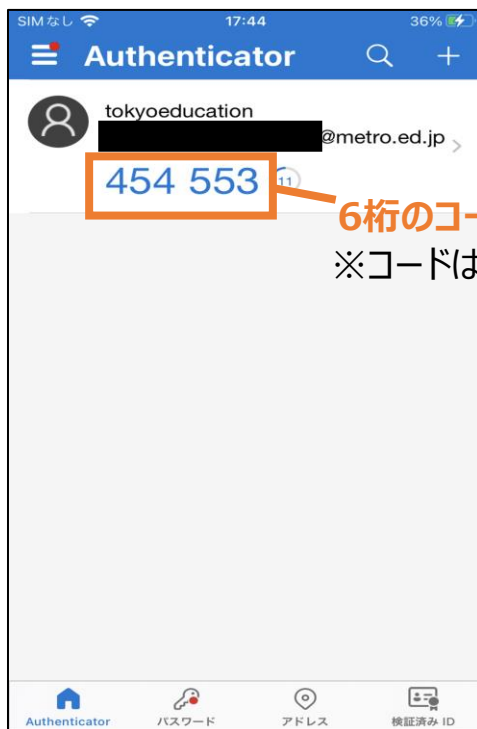 SIMなし 17:44 36%
Authenticator
tokyoeducation
@metro.ed.jp
454 553 11
6桁のコー
※コードは
Authenticator パスワード アドレス 検証済み ID